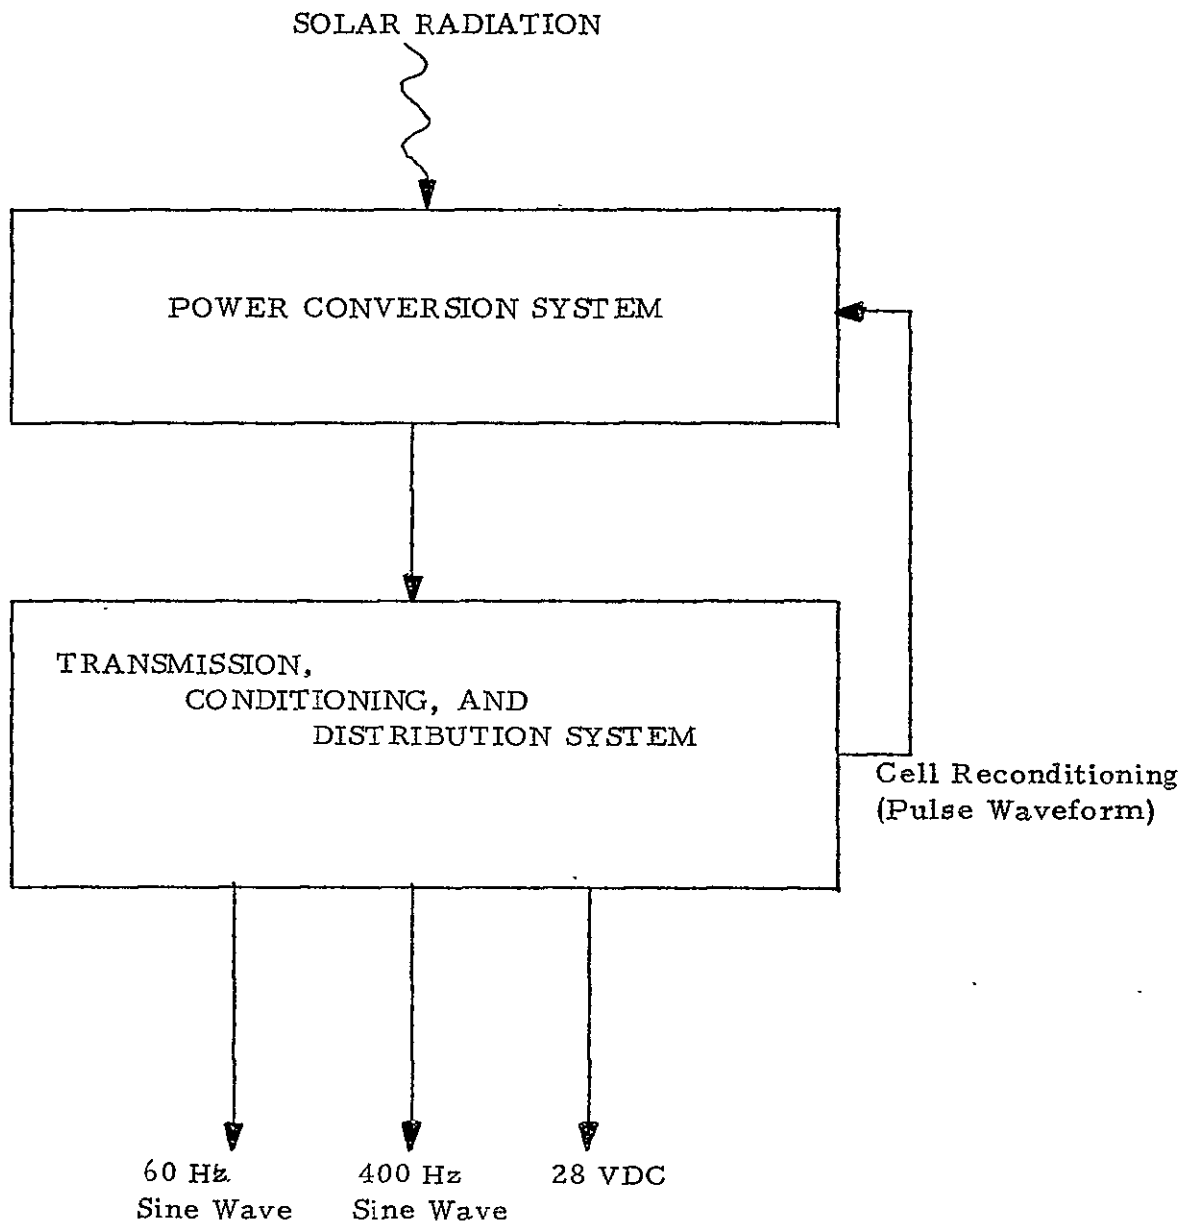 SOLAR RADIATION
POWER CONVERSION SYSTEM
TRANSMISSION,
CONDITIONING, AND
DISTRIBUTION SYSTEM
Cell Reconditioning
(Pulse Waveform)
60 Hz
Sine Wave
400 Hz
Sine Wave
28 VDC